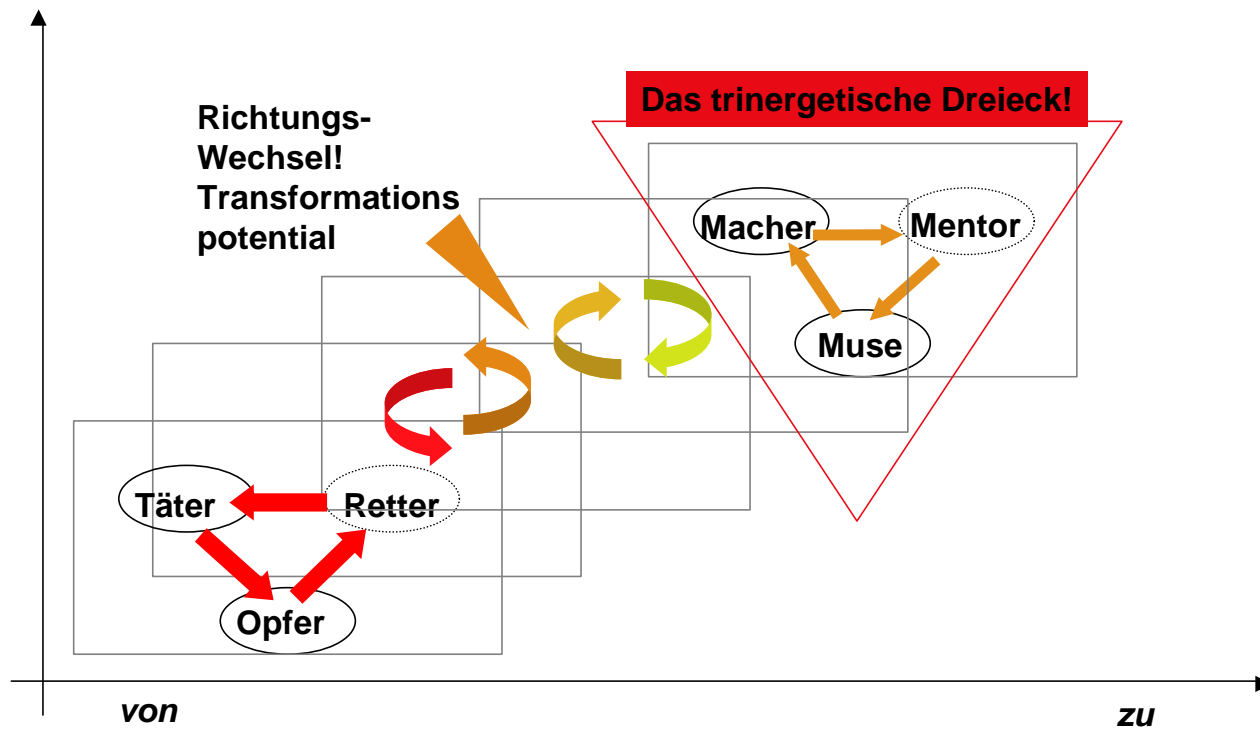 Das trinergetische Dreieck!
Richtungs-
Wechsel!
Transformations
potential
Macher
Mentor
Muse
Täter
Retter
Opfer
von
zu